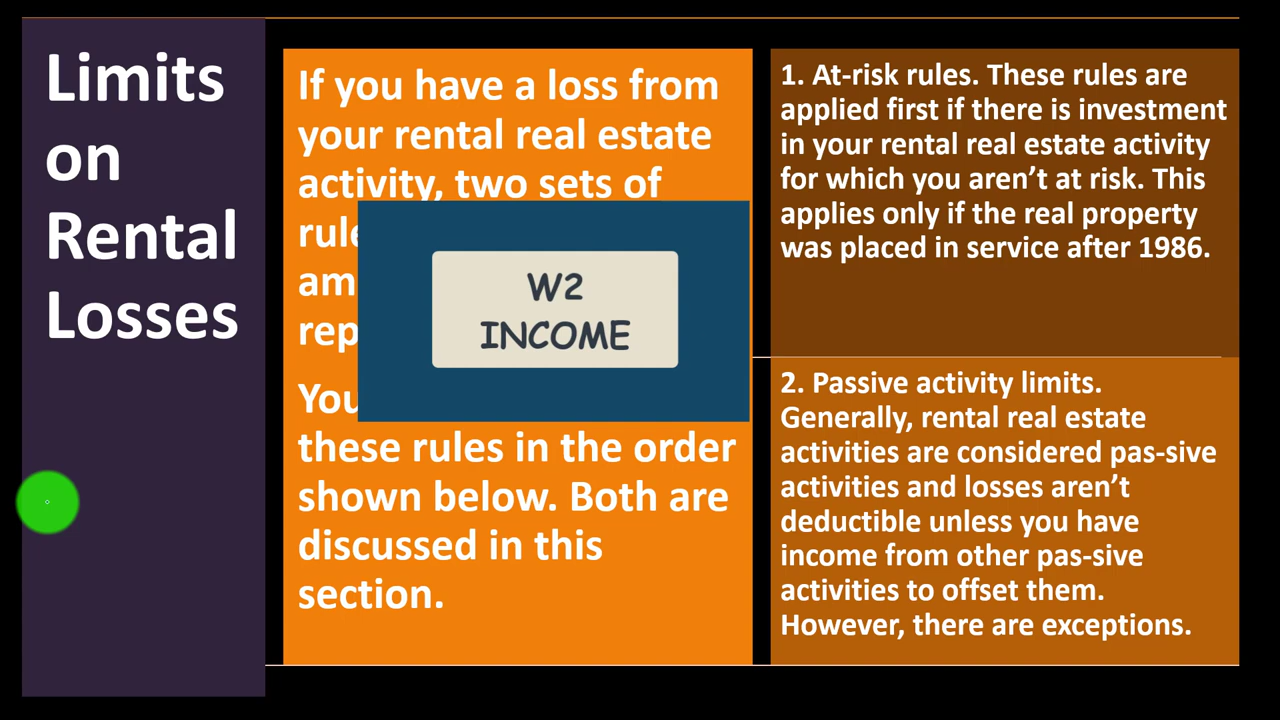 Limits
on
Rental
Losses
If you have a loss from
your rental real estate
activity, two sets of
these rules in the order
shown below. Both are
discussed in this
section.
W2
INCOME
1. At-risk rules. These rules are
applied first if there is investment
in your rental real estate activity
for which you aren’t at risk. This
applies only if the real property
was placed in service after 1986.
2. Passive activity limits.
Generally, rental real estate
activities are considered pas-sive
activities and losses aren’t
deductible unless you have
income from other pas-sive
activities to offset them.
However, there are exceptions.